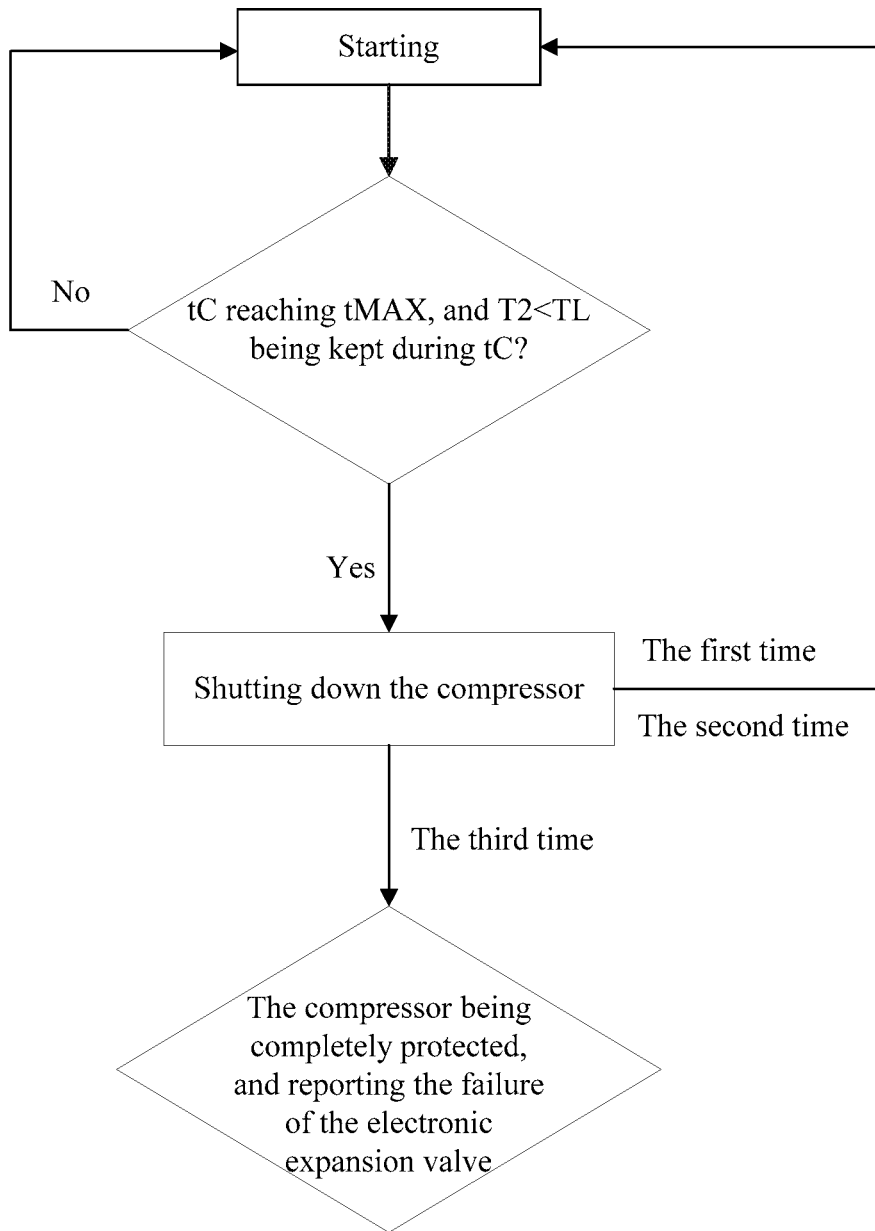 Starting
No
tC reaching tMAX, and T2<TL
being kept during tC?
Yes
Shutting down the compressor
The first time
The second time
The third time
The compressor being
completely protected,
and reporting the failure
of the electronic
expansion valve